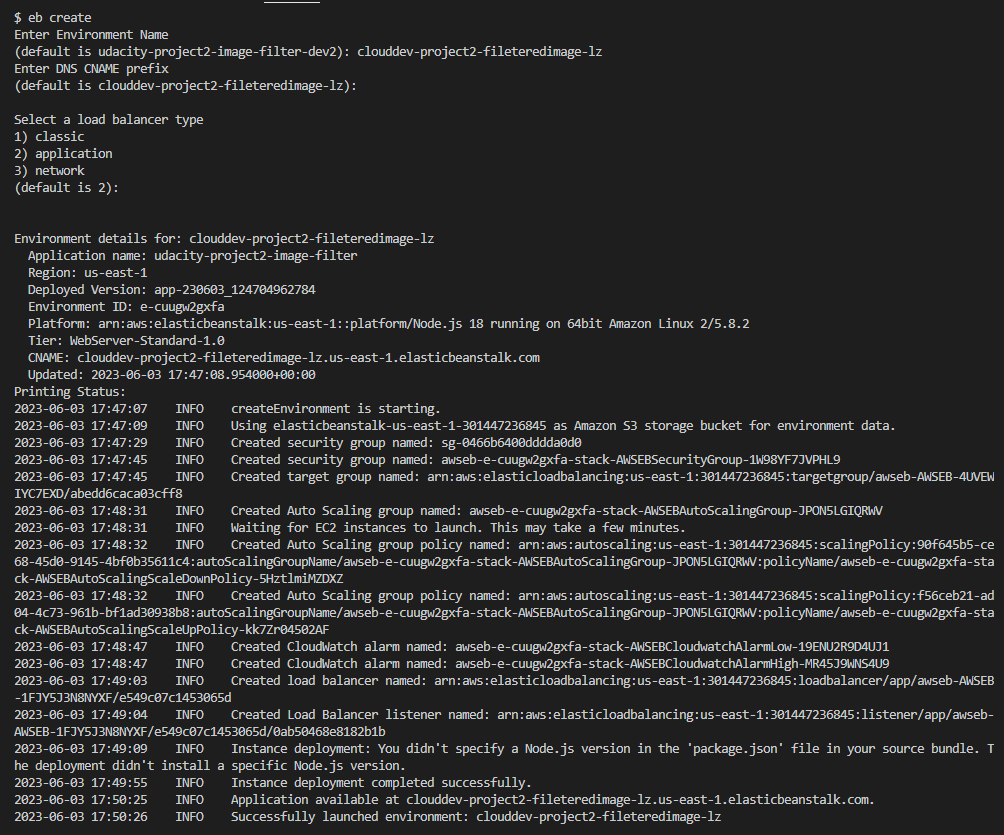 $ eb create
Enter Environment Name
(default is udacity-project2-image-filter-dev2): clouddev-project2-fileteredimage-lz
Enter DNS CNAME prefix
(default is clouddev-project2-fileteredimage-lz):
Select a load balancer type
1) classic
2) application
3) network
(default is 2):
Environment details for: clouddev-project2-fileteredimage-lz
Application name: udacity-project2-image-filter
Region: us-east-1
Deployed Version: app-230603_124704962784
Environment ID: e-cuugw2gxfa
Platform: arn:aws:elasticbeanstalk:us-east-1::platform/Node.js 18 running on 64bit Amazon Linux 2/5.8.2
Tier: WebServer-Standard-1.0
CNAME: clouddev-project2-fileteredimage-lz.us-east-1.elasticbeanstalk.com
Updated: 2023-06-03 17:47:08.954000+00:00
Printing Status:
2023-06-03 17:47:07    INFO    createEnvironment is starting.
2023-06-03 17:47:09    INFO    Using elasticbeanstalk-us-east-1-301447236845 as Amazon S3 storage bucket for environment data.
2023-06-03 17:47:29    INFO    Created security group named: sg-0466b6400dddda0d0
2023-06-03 17:47:45    INFO    Created security group named: awseb-e-cuugw2gxfa-stack-AWSEBSecurityGroup-1W98YF7JVPHL9
2023-06-03 17:47:45    INFO    Created target group named: arn:aws:elasticloadbalancing:us-east-1:301447236845:targetgroup/awseb-AWSEB-4UVEW
IYC7EXD/abedd6caca03cff8
2023-06-03 17:48:31    INFO    Created Auto Scaling group named: awseb-e-cuugw2gxfa-stack-AWSEBAutoScalingGroup-JPON5LGIQRWV
2023-06-03 17:48:31    INFO    Waiting for EC2 instances to launch. This may take a few minutes.
2023-06-03 17:48:32    INFO    Created Auto Scaling group policy named: arn:aws:autoscaling:us-east-1:301447236845:scalingPolicy:90f645b5-ce
68-45d0-9145-4bf0b35611c4:autoScalingGroupName/awseb-e-cuugw2gxfa-stack-AWSEBAutoScalingGroup-JPON5LGIQRWV:policyName/awseb-e-cuugw2gxfa-sta
ck-AWSEBAutoScalingScaleDownPolicy-5HztlmiMZDXZ
2023-06-03 17:48:32    INFO    Created Auto Scaling group policy named: arn:aws:autoscaling:us-east-1:301447236845:scalingPolicy:f56ceb21-ad
04-4c73-961b-bf1ad30938b8:autoScalingGroupName/awseb-e-cuugw2gxfa-stack-AWSEBAutoScalingGroup-JPON5LGIQRWV:policyName/awseb-e-cuugw2gxfa-sta
ck-AWSEBAutoScalingScaleUpPolicy-kk7Zr04502AF
2023-06-03 17:48:47    INFO    Created CloudWatch alarm named: awseb-e-cuugw2gxfa-stack-AWSEBCloudwatchAlarmLow-19ENU2R9D4UJ1
2023-06-03 17:48:47    INFO    Created CloudWatch alarm named: awseb-e-cuugw2gxfa-stack-AWSEBCloudwatchAlarmHigh-MR45J9WNS4U9
2023-06-03 17:49:03    INFO    Created load balancer named: arn:aws:elasticloadbalancing:us-east-1:301447236845:loadbalancer/app/awseb-AWSEB
-1FJY5J3N8NYXF/e549c07c1453065d
2023-06-03 17:49:04    INFO    Created Load Balancer listener named: arn:aws:elasticloadbalancing:us-east-1:301447236845:listener/app/awseb-
AWSEB-1FJY5J3N8NYXF/e549c07c1453065d/0ab50468e8182b1b
2023-06-03 17:49:09    INFO    Instance deployment: You didn't specify a Node.js version in the 'package.json' file in your source bundle. T
he deployment didn't install a specific Node.js version.
2023-06-03 17:49:55    INFO    Instance deployment completed successfully.
2023-06-03 17:50:25    INFO    Application available at clouddev-project2-fileteredimage-lz.us-east-1.elasticbeanstalk.com.
2023-06-03 17:50:26    INFO    Successfully launched environment: clouddev-project2-fileteredimage-lz